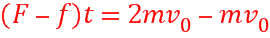 (F – f)t = 2mv₀ – mv₀